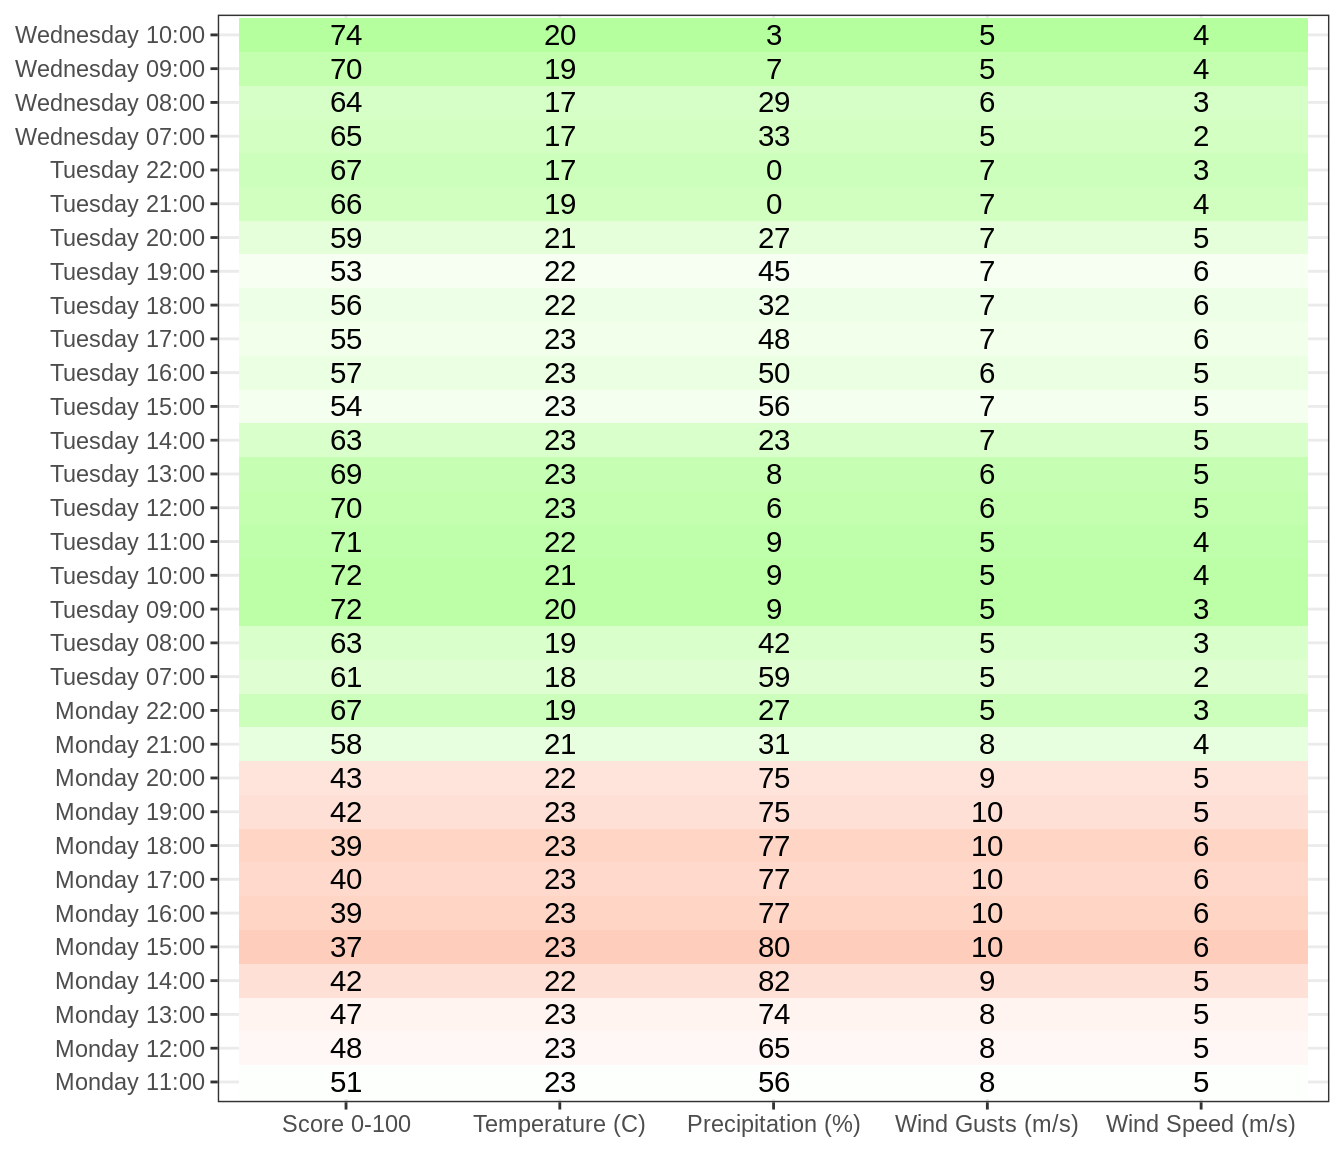 Wednesday 10:00 74 20 3 5 4
Wednesday 09:00 70 19 7 5 4
Wednesday 08:00 64 17 29 6 3
Wednesday 07:00 65 17 33 5 2
Tuesday 22:00 67 17 0 7 3
Tuesday 21:00 66 19 0 7 4
Tuesday 20:00 59 21 27 7 5
Tuesday 19:00 53 22 45 7 6
Tuesday 18:00 56 22 32 7 6
Tuesday 17:00 55 23 48 7 6
Tuesday 16:00 57 23 50 6 5
Tuesday 15:00 54 23 56 7 5
Tuesday 14:00 63 23 23 7 5
Tuesday 13:00 69 23 8 6 5
Tuesday 12:00 70 23 6 6 5
Tuesday 11:00 71 22 9 5 4
Tuesday 10:00 72 21 9 5 4
Tuesday 09:00 72 20 9 5 3
Tuesday 08:00 63 19 42 5 3
Tuesday 07:00 61 18 59 5 2
Monday 22:00 67 19 27 5 3
Monday 21:00 58 21 31 8 4
Monday 20:00 43 22 75 9 5
Monday 19:00 42 23 75 10 5
Monday 18:00 39 23 77 10 6
Monday 17:00 40 23 77 10 6
Monday 16:00 39 23 77 10 6
Monday 15:00 37 23 80 10 6
Monday 14:00 42 22 82 9 5
Monday 13:00 47 23 74 8 5
Monday 12:00 48 23 65 8 5
Monday 11:00 51 23 56 8 5
Score 0-100 Temperature (C) Precipitation (%) Wind Gusts (m/s) Wind Speed (m/s)